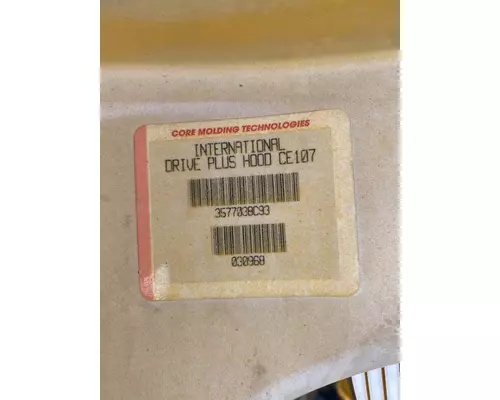 CORE MOLDING TECHNOLOGIES
INTERNATIONAL
DRIVE PLUS HOOD CE107
3577038C93
030968